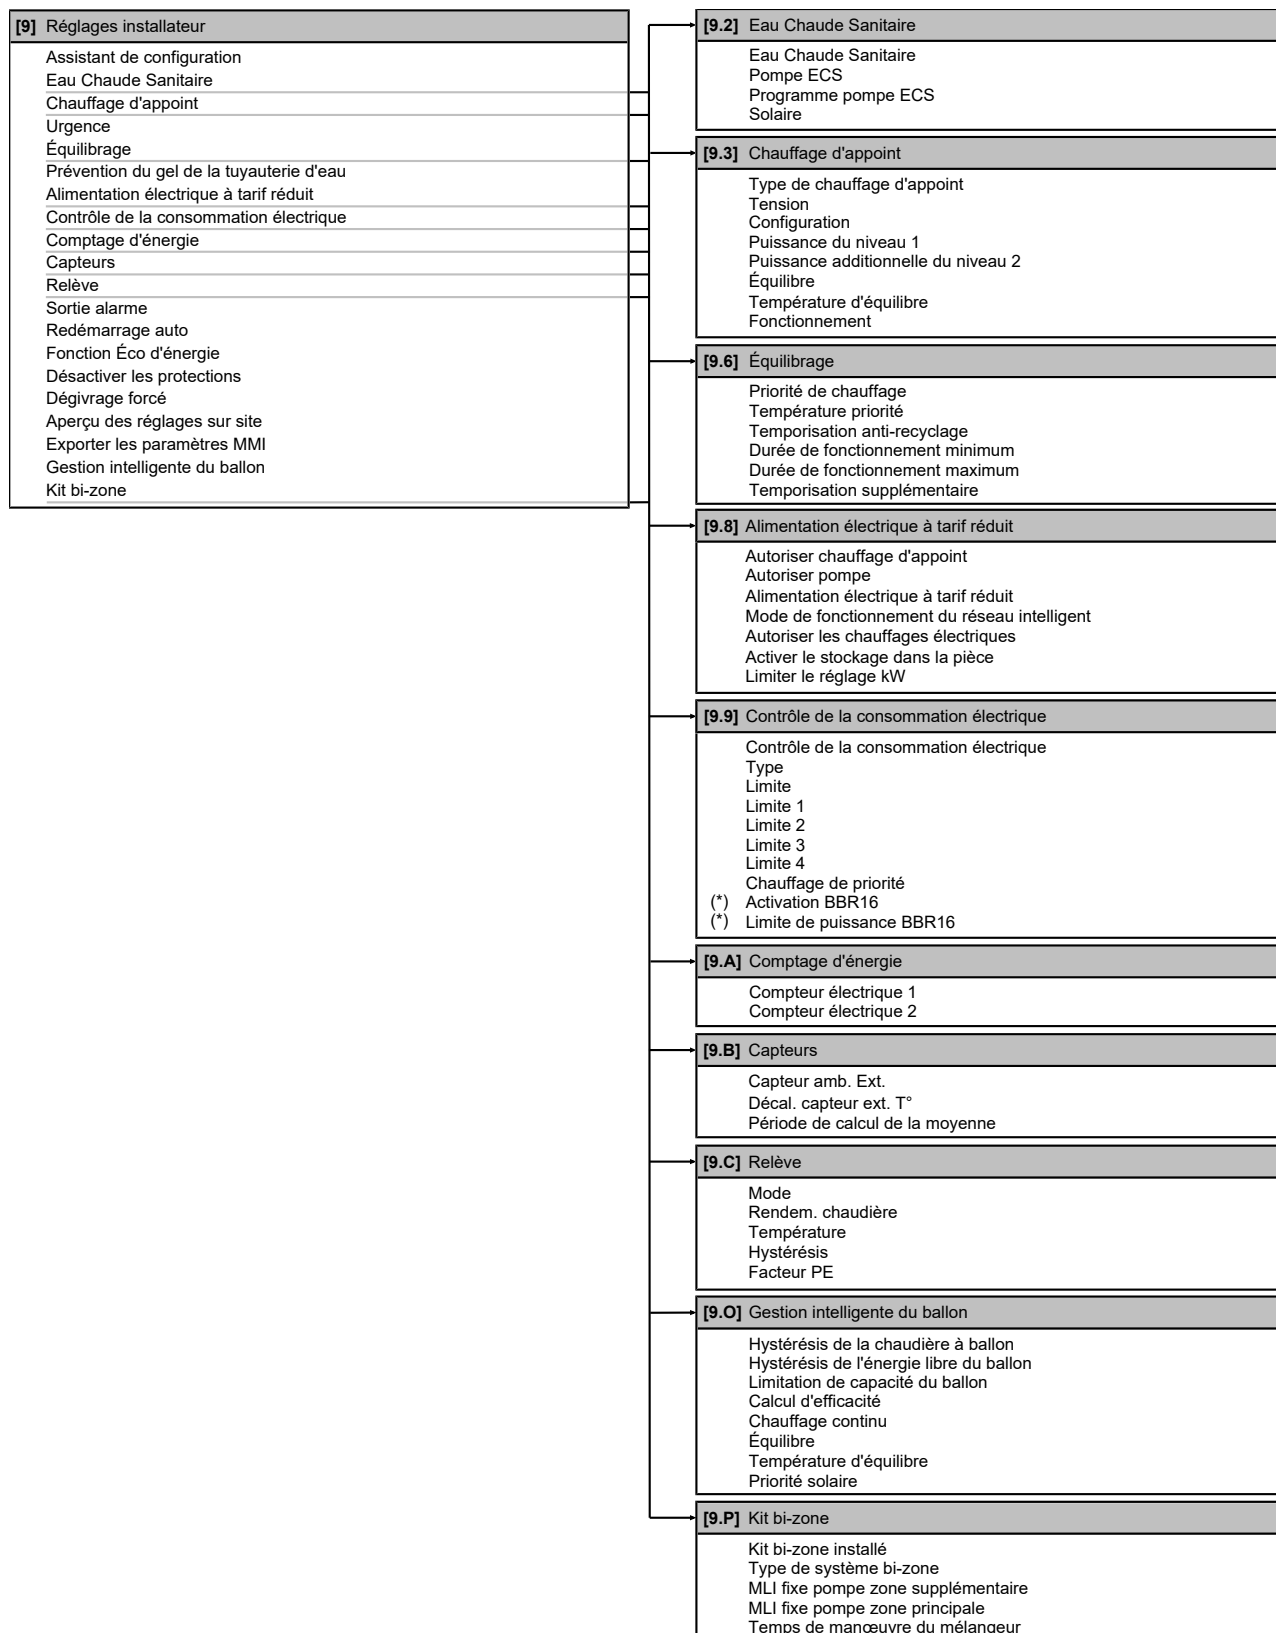 [9] Réglages installateur
Assistant de configuration
Eau Chaude Sanitaire
Chauffage d'appoint
Urgence
Équilibrage
Prévention du gel de la tuyauterie d'eau
Alimentation électrique à tarif réduit
Contrôle de la consommation électrique
Comptage d'énergie
Capteurs
Relève
Sortie alarme
Redémarrage auto
Fonction Éco d'énergie
Désactiver les protections
Dégivrage forcé
Aperçu des réglages sur site
Exporter les paramètres MMI
Gestion intelligente du ballon
Kit bi-zone
[9.2] Eau Chaude Sanitaire
Eau Chaude Sanitaire
Pompe ECS
Programme pompe ECS
Solaire
[9.3] Chauffage d'appoint
Type de chauffage d'appoint
Tension
Configuration
Puissance du niveau 1
Puissance additionnelle du niveau 2
Équilibre
Température d'équilibre
Fonctionnement
[9.6] Équilibrage
Priorité de chauffage
Température priorité
Temporisation anti-recyclage
Durée de fonctionnement minimum
Durée de fonctionnement maximum
Temporisation supplémentaire
[9.8] Alimentation électrique à tarif réduit
Autoriser chauffage d'appoint
Autoriser pompe
Alimentation électrique à tarif réduit
Mode de fonctionnement du réseau intelligent
Autoriser les chauffages électriques
Activer le stockage dans la pièce
Limiter le réglage kW
[9.9] Contrôle de la consommation électrique
Contrôle de la consommation électrique
Type
Limite
Limite 1
Limite 2
Limite 3
Limite 4
Chauffage de priorité
(*) Activation BBR16
(*) Limite de puissance BBR16
[9.A] Comptage d'énergie
Compteur électrique 1
Compteur électrique 2
[9.B] Capteurs
Capteur amb. Ext.
Décal. capteur ext. T°
Période de calcul de la moyenne
[9.C] Relève
Mode
Rendem. chaudière
Température
Hystérésis
Facteur PE
[9.O] Gestion intelligente du ballon
Hystérésis de la chaudière à ballon
Hystérésis de l'énergie libre du ballon
Limitation de capacité du ballon
Calcul d'efficacité
Chauffage continu
Équilibre
Température d'équilibre
Priorité solaire
[9.P] Kit bi-zone
Kit bi-zone installé
Type de système bi-zone
MLI fixe pompe zone supplémentaire
MLI fixe pompe zone principale
Temps de manœuvre du mélangeur